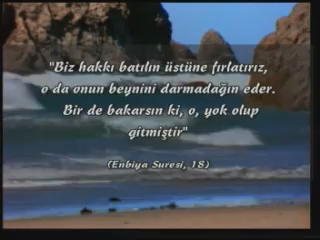 "Biz hakkı batılın üstüne fırlatırız,
o da onun beynini darmadağın eder.
Bir de bakarsın ki, o, yok olup
gitmiştir"
(Enbiya Suresi, 18)